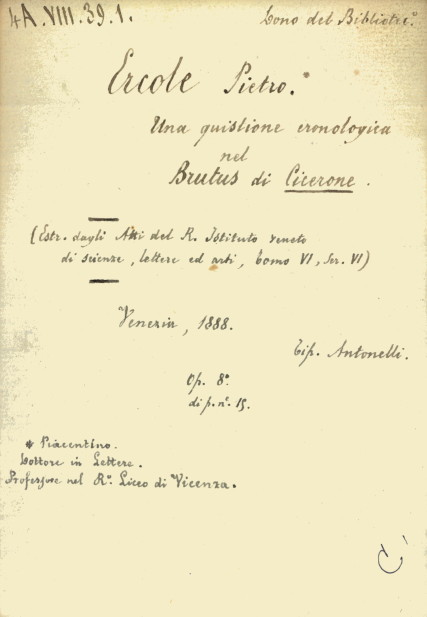 4A.VIII.39.1.
Dono del Bibliotec.º
Ercole Pietro.*
Una quistione cronologica
nel
Brutus di Cicerone.
(Estr. dagli Atti del R. Istituto veneto
di scienze, lettere ed arti, tomo VI, Ser. VI)
Venezia, 1888.
Tip. Antonelli.
Op. 8º
di p. nº. 15.
* Piacentino.
Dottore in Lettere.
Professore nel R.º Liceo di Vicenza.